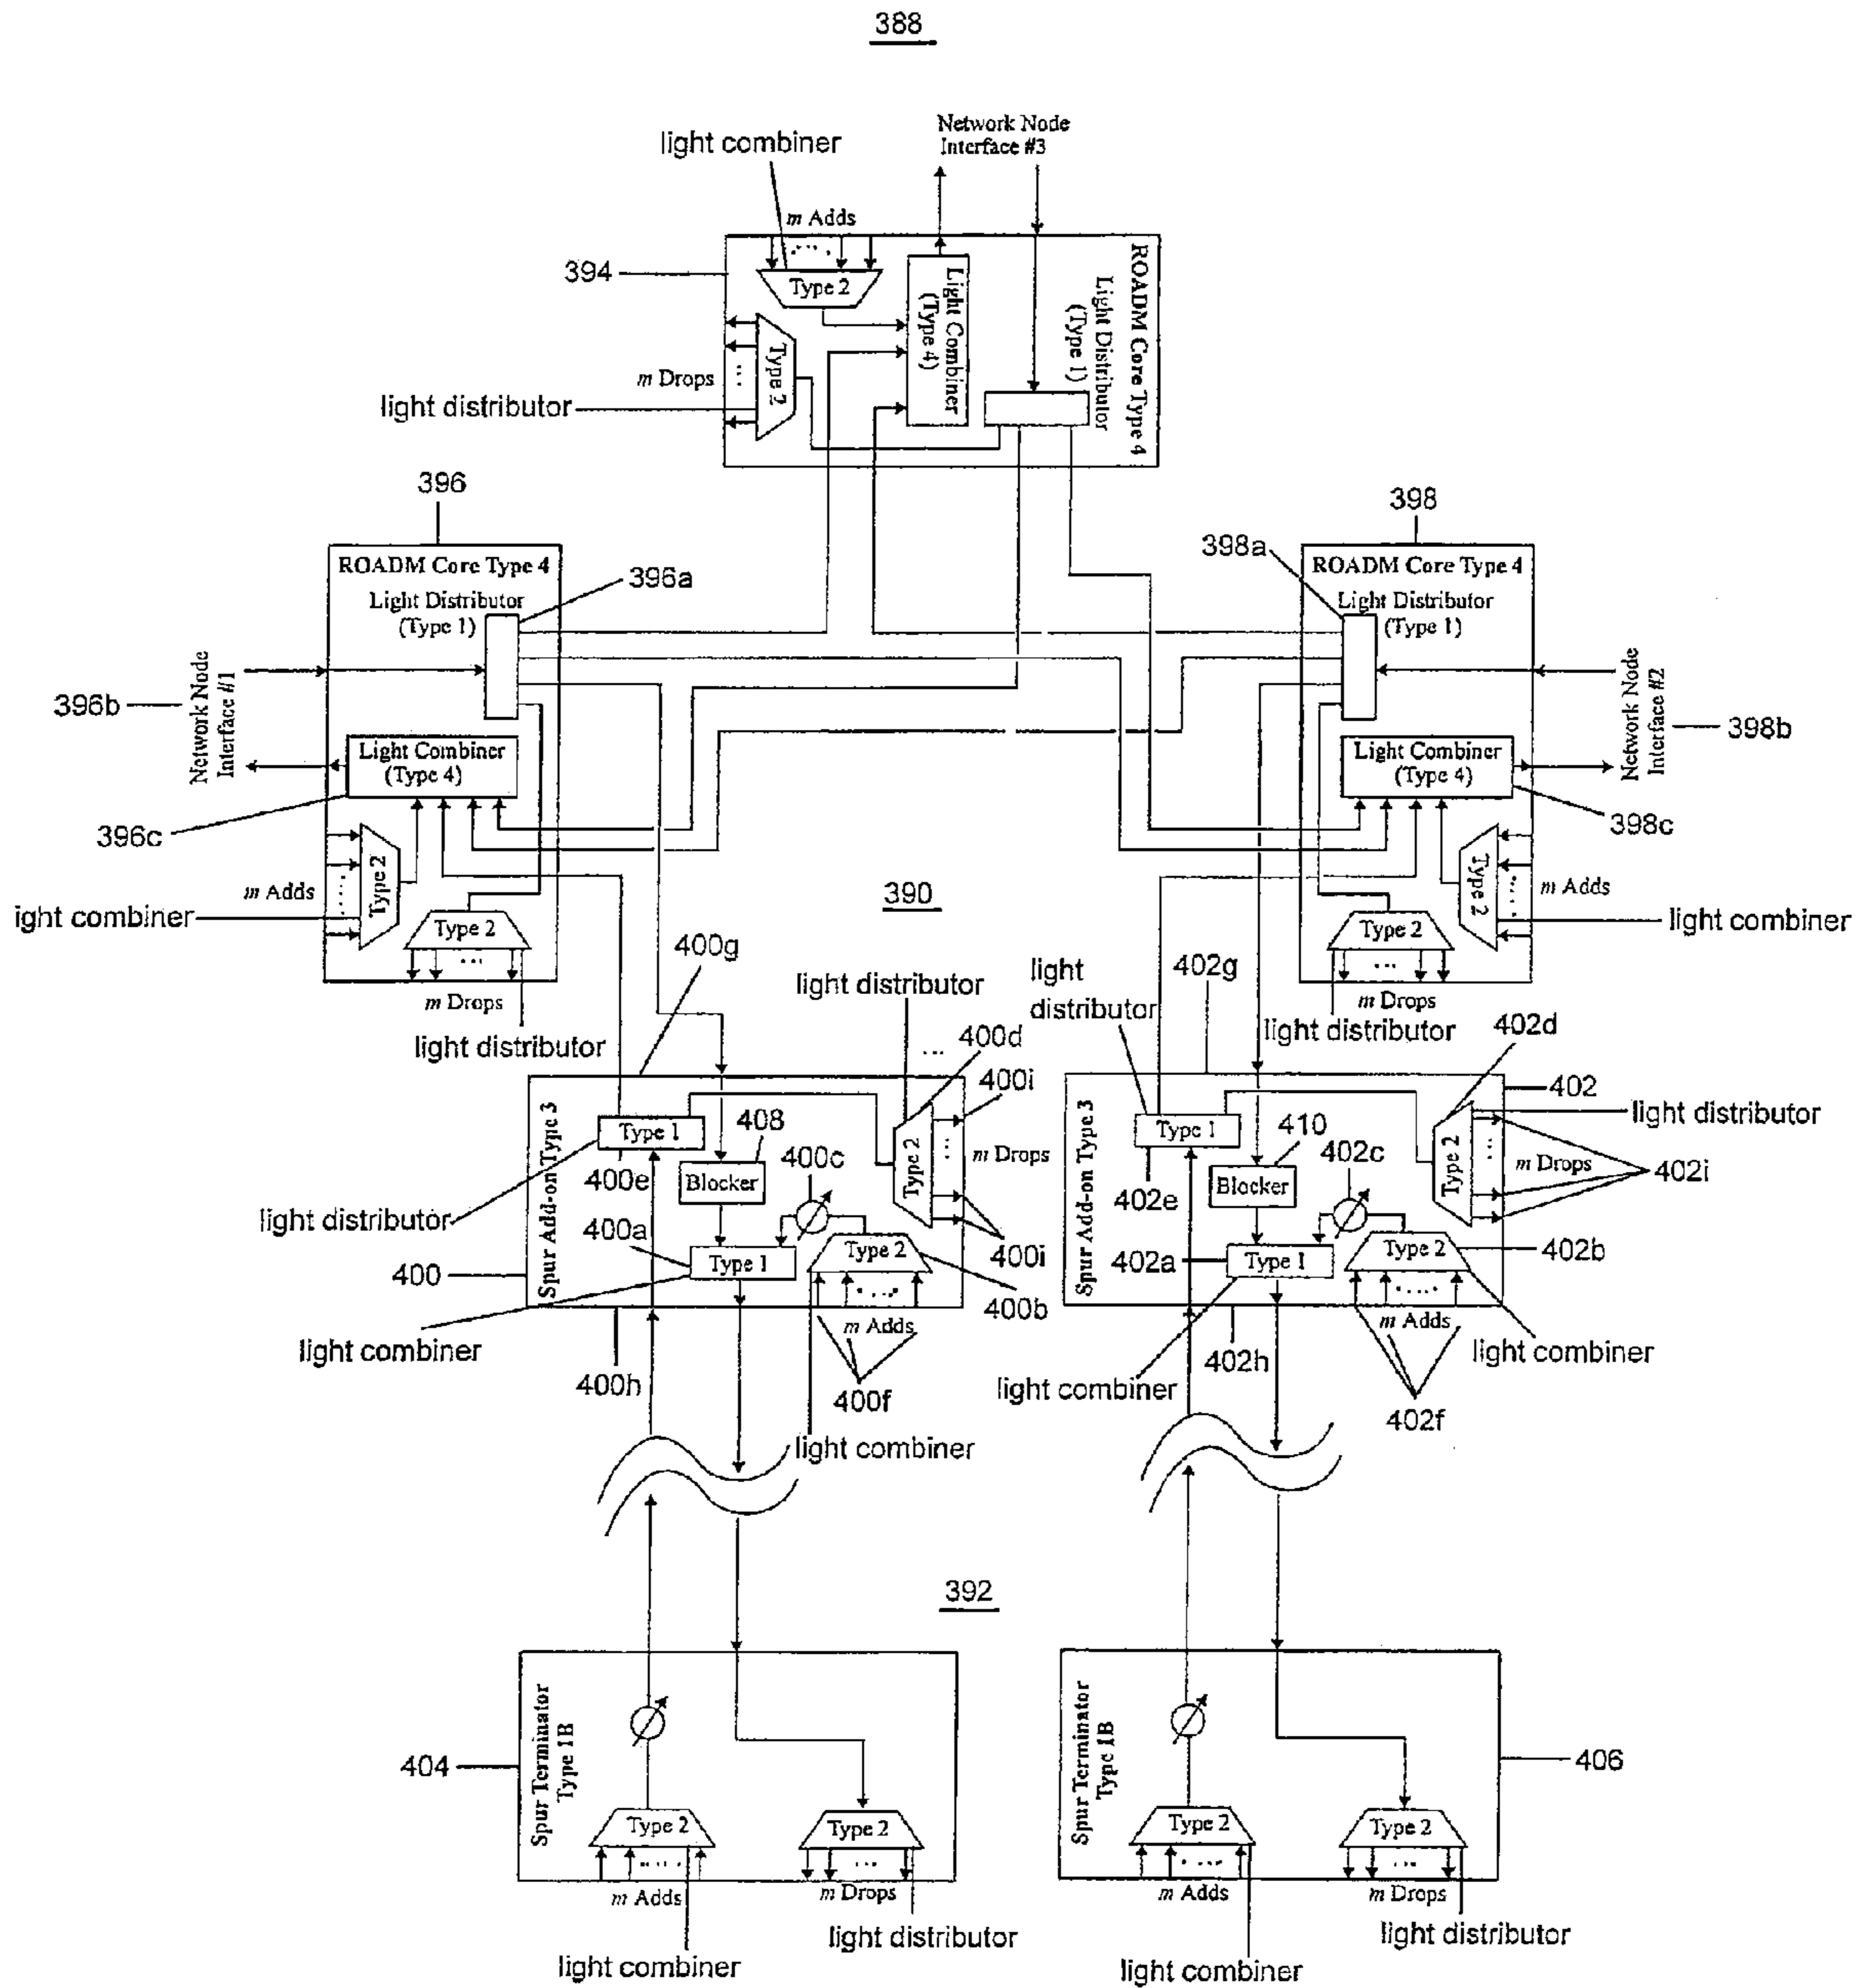 388
light combiner
Network Node
Interface #3
m Adds
394
Type 2
Light Combiner
(Type 4)
Light Distributor
(Type 1)
ROADM Core Type 4
Type 2
m Drops
...
light distributor
396
ROADM Core Type 4
396a
Light Distributor
(Type 1)
Network Node
Interface #1
396b
Light Combiner
(Type 4)
396c
m Adds
Type 2
ight combiner
Type 2
...
m Drops
light distributor
398
398a
ROADM Core Type 4
Light Distributor
(Type 1)
Network Node
Interface #2
398b
Light Combiner
(Type 4)
398c
Type 2
m Adds
light combiner
Type 2
...
m Drops
light distributor
390
400g
light distributor
400d
...
400i
Spur Add-on Type 3
Type 1
408
400e
Blocker
400c
Type 2
...
m Drops
light distributor
400a
Type 1
Type 2
400i
400
400b
m Adds
light combiner
400h
400f
light combiner
light
distributor
402g
402d
402
light distributor
Spur Add-on Type 3
Type 1
410
402e
Blocker
402c
Type 2
...
m Drops
402i
402a
Type 1
Type 2
402b
m Adds
light combiner
402h
light combiner
402f
392
Spur Terminator
Type 1B
404
Type 2
Type 2
...
m Adds
m Drops
light distributor
light combiner
Spur Terminator
Type 1B
406
Type 2
Type 2
...
m Adds
m Drops
light distributor
light combiner